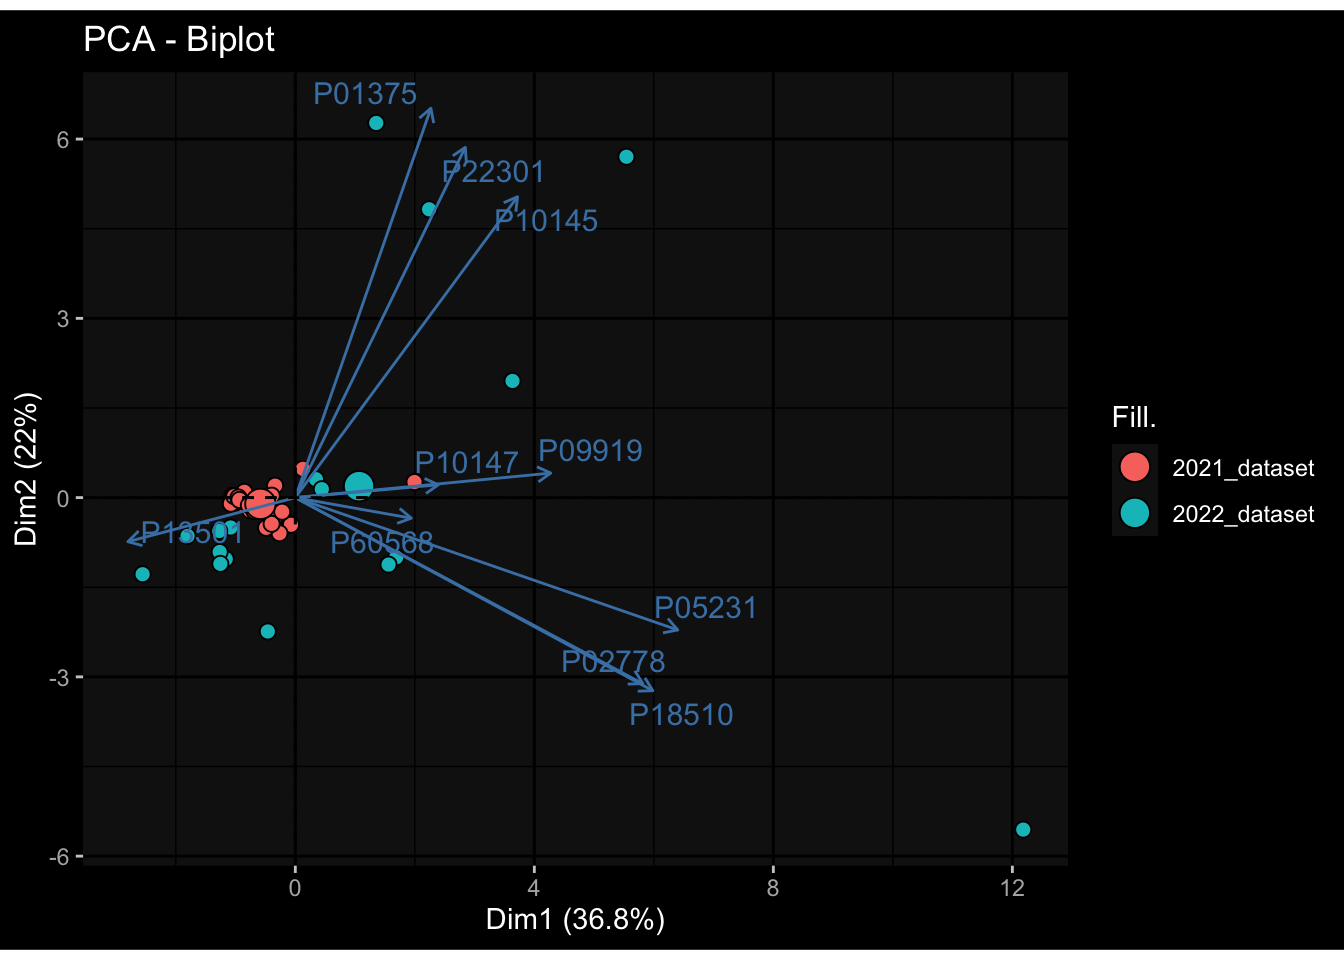 PCA - Biplot
P01375
P22301
P10145
P09919
P10147
P60568
P05231
P02778
P18510
6
3
0
-3
-6
0
4
8
12
Dim1 (36.8%)
Dim2 (22%)
Fill.
2021_dataset
2022_dataset